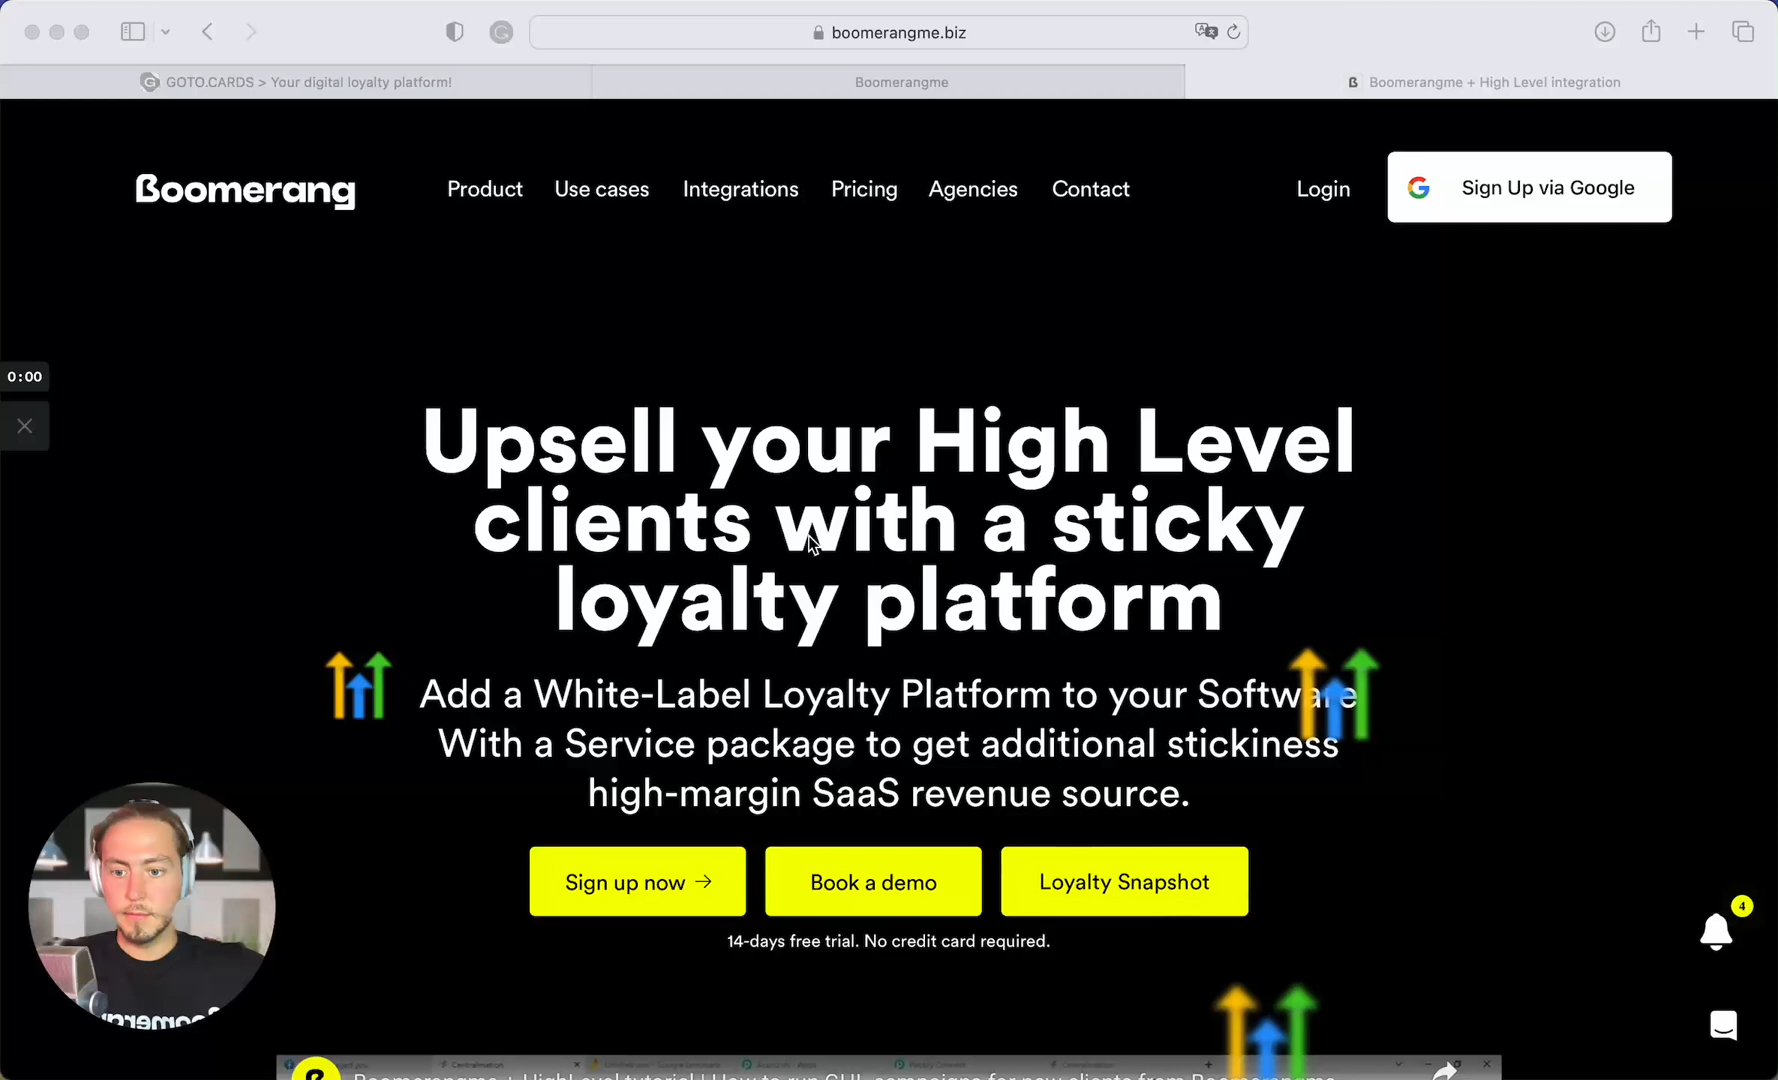 boomerangme.biz
GOTO.CARDS > Your digital loyalty platform!
Boomerangme
Boomerangme + High Level integration
Boomerang
Product
Use cases
Integrations
Pricing
Agencies
Contact
Login
Sign Up via Google
0:00
Upsell your High Level
clients with a sticky
loyalty platform
Add a White-Label Loyalty Platform to your Software
With a Service package to get additional stickiness
high-margin SaaS revenue source.
Sign up now →
Book a demo
Loyalty Snapshot
14-days free trial. No credit card required.
4